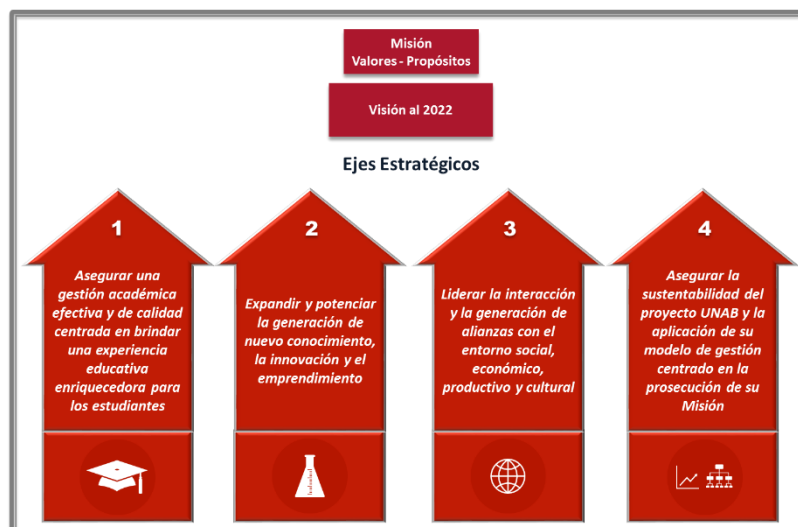 Misión
Valores - Propósitos
Visión al 2022
Ejes Estratégicos
1
Asegurar una
gestión académica
efectiva y de calidad
centrada en brindar
una experiencia
educativa
enriquecedora para
los estudiantes
2
Expandir y potenciar
la generación de
nuevo conocimiento,
la innovación y el
emprendimiento
3
Liderar la interacción
y la generación de
alianzas con el
entorno social,
económico,
productivo y cultural
4
Asegurar la
sustentabilidad del
proyecto UNAB y la
aplicación de su
modelo de gestión
centrado en la
prosecución de su
Misión